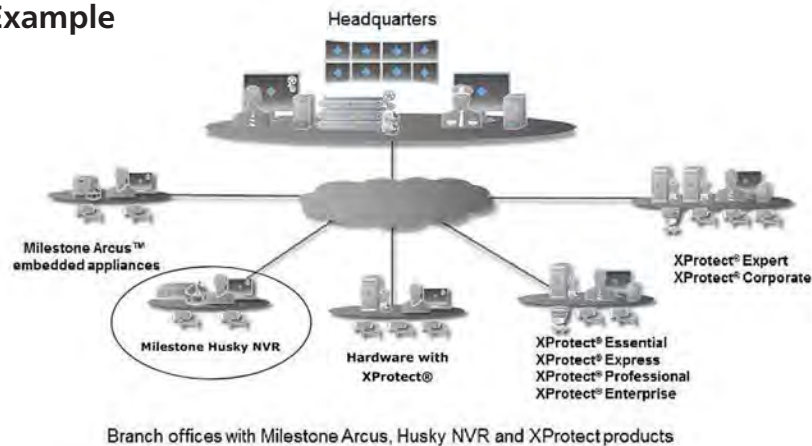 Example
Headquarters
Milestone Arcus™
embedded appliances
Milestone Husky NVR
Hardware with
XProtect®
XProtect® Essential
XProtect® Express
XProtect® Professional
XProtect® Enterprise
XProtect® Expert
XProtect® Corporate
Branch offices with Milestone Arcus, Husky NVR and XProtect products